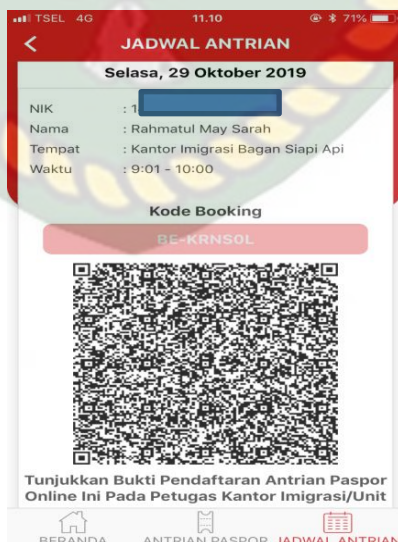 TSEL 4G 11.10 71%
JADWAL ANTRIAN
Selasa, 29 Oktober 2019
NIK : 1
Nama : Rahmatul May Sarah
Tempat : Kantor Imigrasi Bagan Siapi Api
Waktu : 9:01 - 10:00
Kode Booking
BE-KRNSOL
Tunjukkan Bukti Pendaftaran Antrian Paspor
Online Ini Pada Petugas Kantor Imigrasi/Unit
BERANDA ANTRIAN PASPOR JADWAL ANTRIAN